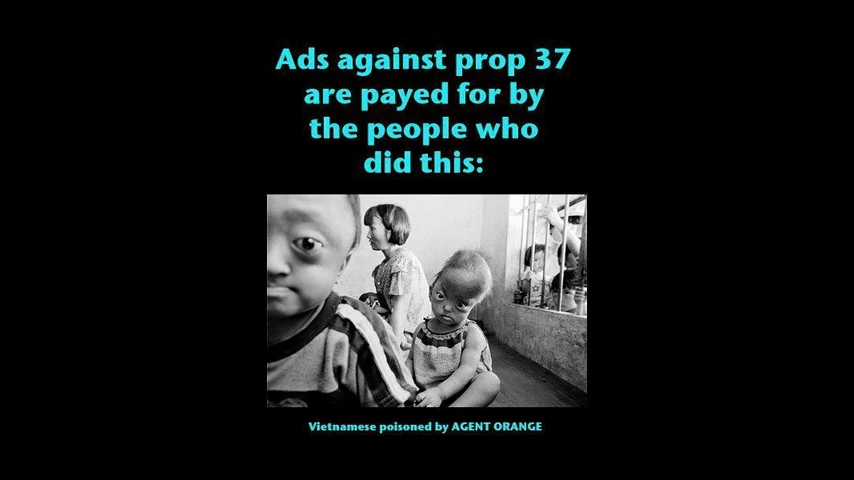 Ads against prop 37
are payed for by
the people who
did this:
Vietnamese poisoned by AGENT ORANGE